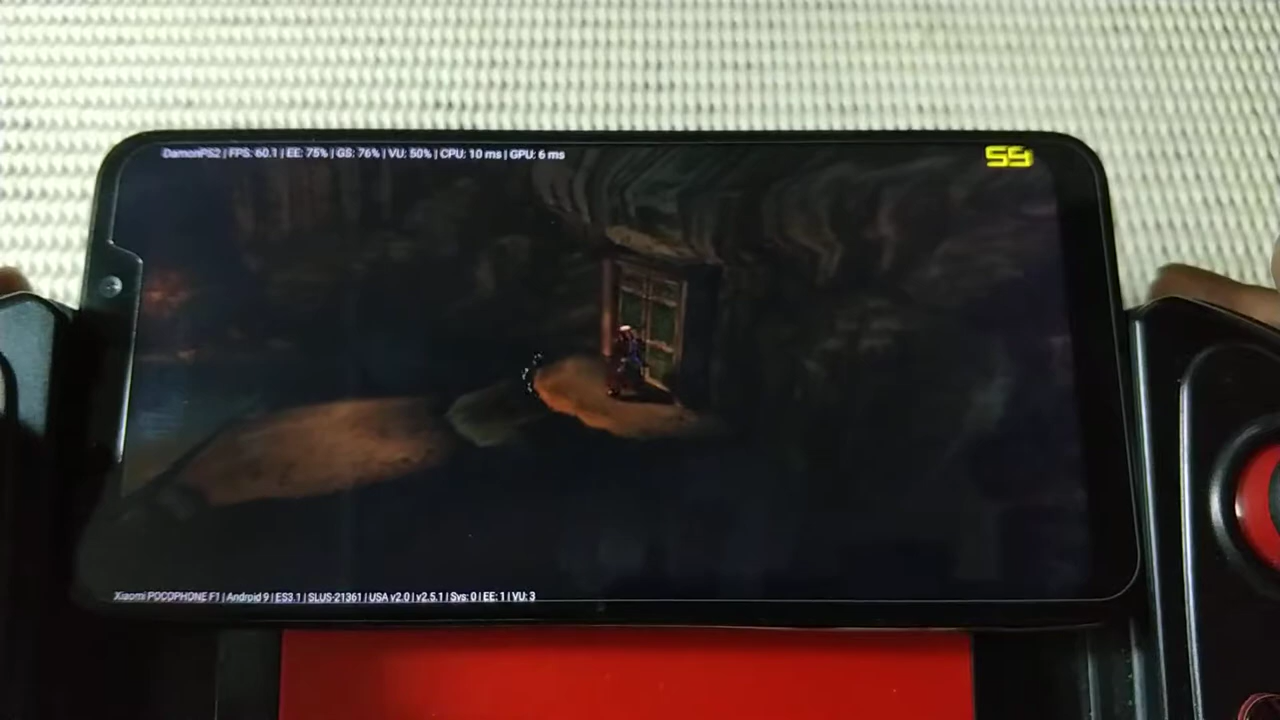 DamonPS2 | FPS: 60.1 | EE: 75% | GS: 76% | VU: 50% | CPU: 10 ms | GPU: 6 ms
59
Xiaomi POCOPHONE F1 | Android 9 | ES3.1 | SLUS-21361 | USA v2.0 | v2.5.1 | Sys: 0 | EE: 1 | VU: 3